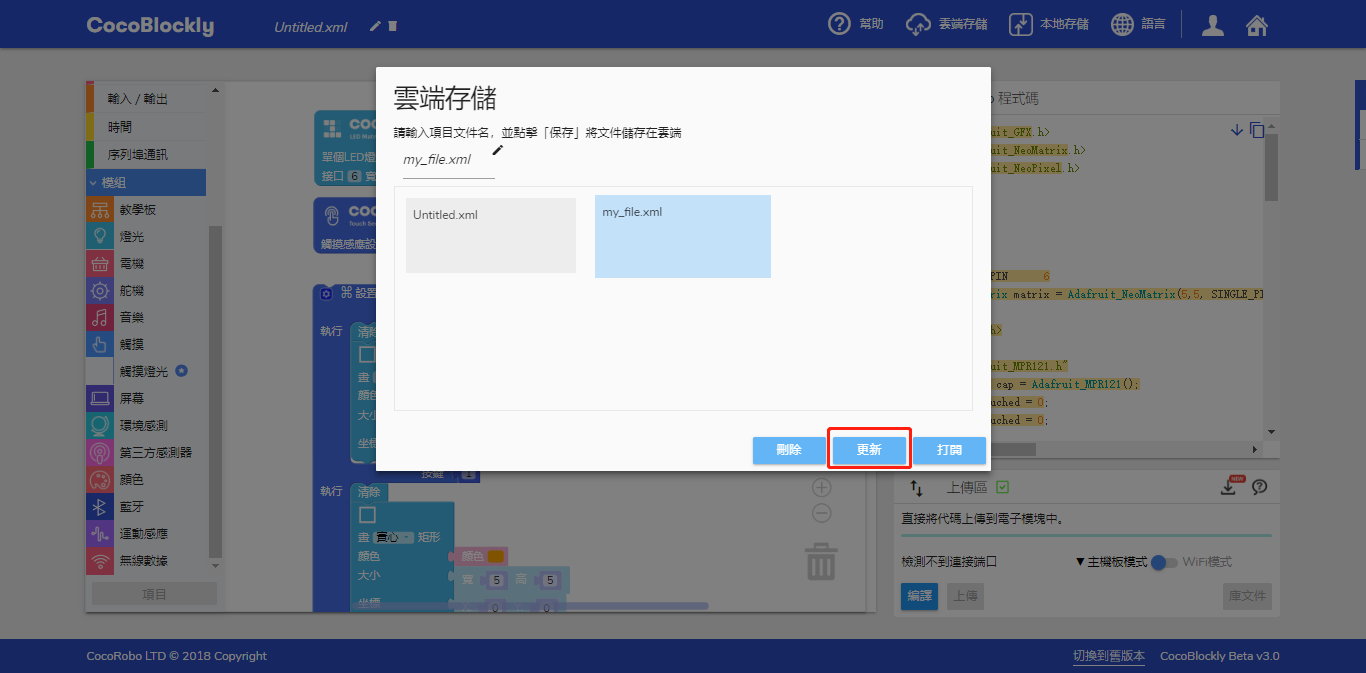 CocoBlockly
Untitled.xml
幫助
雲端存儲
本地存儲
語言
輸入 / 輸出
時間
序列埠通訊
模組
教學板
燈光
電機
舵機
音樂
觸摸
觸摸燈光
屏幕
環境感測
第三方感測器
顏色
藍牙
運動感應
無線數據
項目
單個LED燈
接口 6 寬
觸摸感應設
設置
執行
清除
畫
顏色
大小
坐標
按鍵 1
執行
清除
畫 實心 矩形
顏色 顏色
大小 寬 5 高 5
坐標 0 0
雲端存儲
請輸入項目文件名，並點擊「保存」將文件儲存在雲端
my_file.xml
Untitled.xml
my_file.xml
刪除
更新
打開
程式碼
uit_GFX.h>
uit_NeoMatrix.h>
uit_NeoPixel.h>
PIN 6
rix matrix = Adafruit_NeoMatrix(5,5, SINGLE_PI
h>
uit_MPR121.h"
cap = Adafruit_MPR121();
uched = 0;
uched = 0;
上傳區
NEW
直接將代碼上傳到電子模塊中。
檢測不到連接端口
▼主機板模式
WiFi模式
編譯
上傳
庫文件
CocoRobo LTD © 2018 Copyright
切換到舊版本
CocoBlockly Beta v3.0